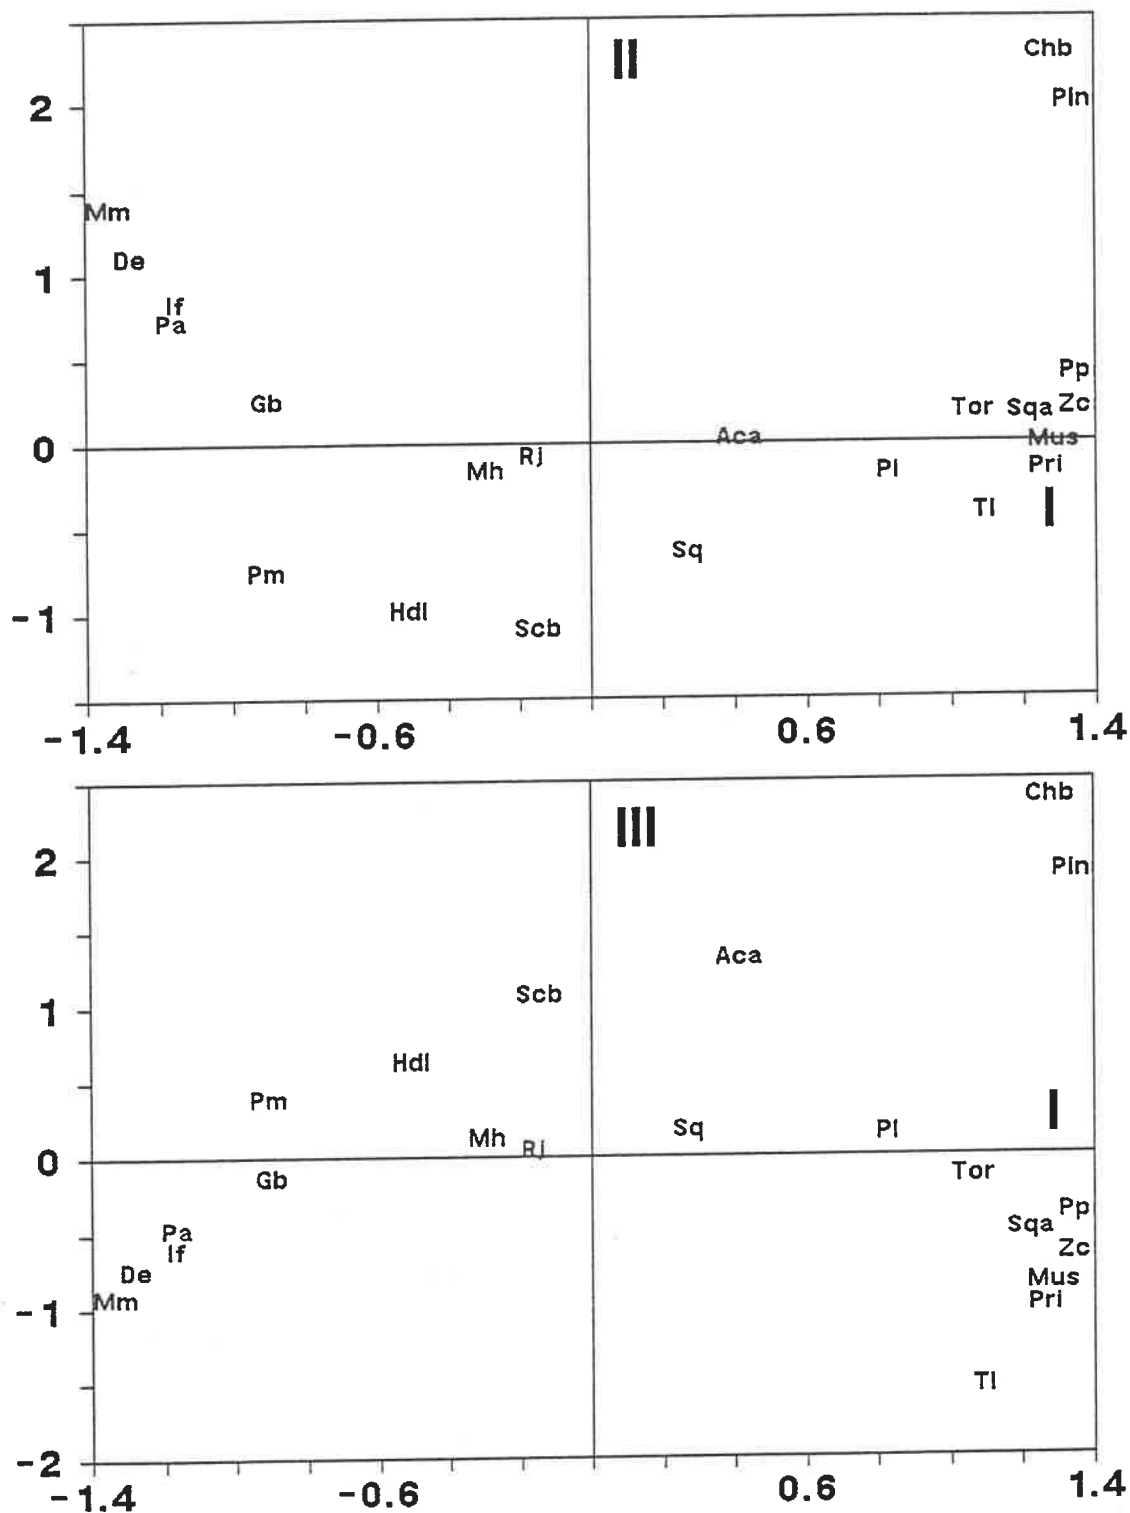 II
Chb
Pin
2
Mm
De
1
If
Pa
Pp
Gb
Tor Sqa Zc
Aca
Mus
0
Rj
Mh
Pl
Pri
Tl
I
Sq
Pm
Hdl
-1
Scb
-1.4 -0.6 0.6 1.4
Chb
III
2
Pin
Aca
Scb
1
Hdl
Pm
I
Sq
Pl
Mh
Rj
0
Tor
Gb
Pp
Sqa
Pa
If
Zc
De
Mus
Mm
Pri
-1
Tl
-2
-1.4 -0.6 0.6 1.4